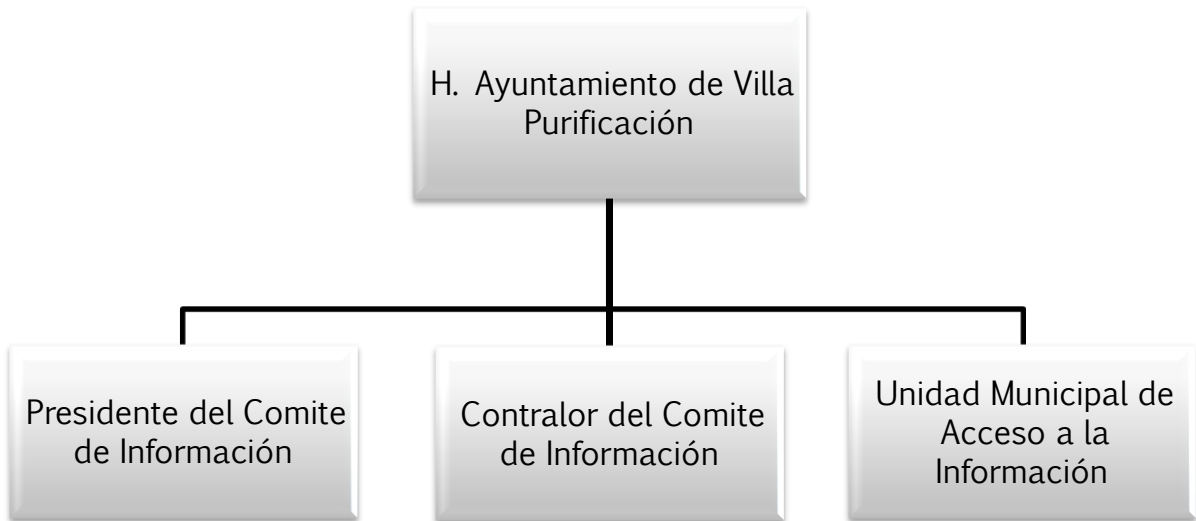 H. Ayuntamiento de Villa
Purificación
Presidente del Comite
de Información
Contralor del Comite
de Información
Unidad Municipal de
Acceso a la
Información